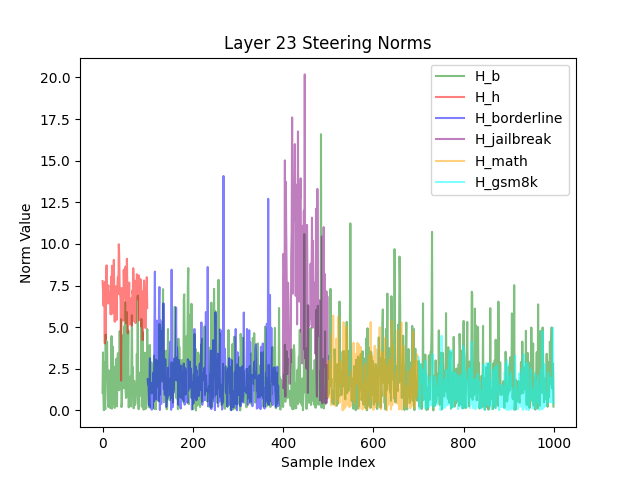 Layer 23 Steering Norms
Norm Value
20.0
17.5
15.0
12.5
10.0
7.5
5.0
2.5
0.0
H_b
H_h
H_borderline
H_jailbreak
H_math
H_gsm8k
0
200
400
600
800
1000
Sample Index